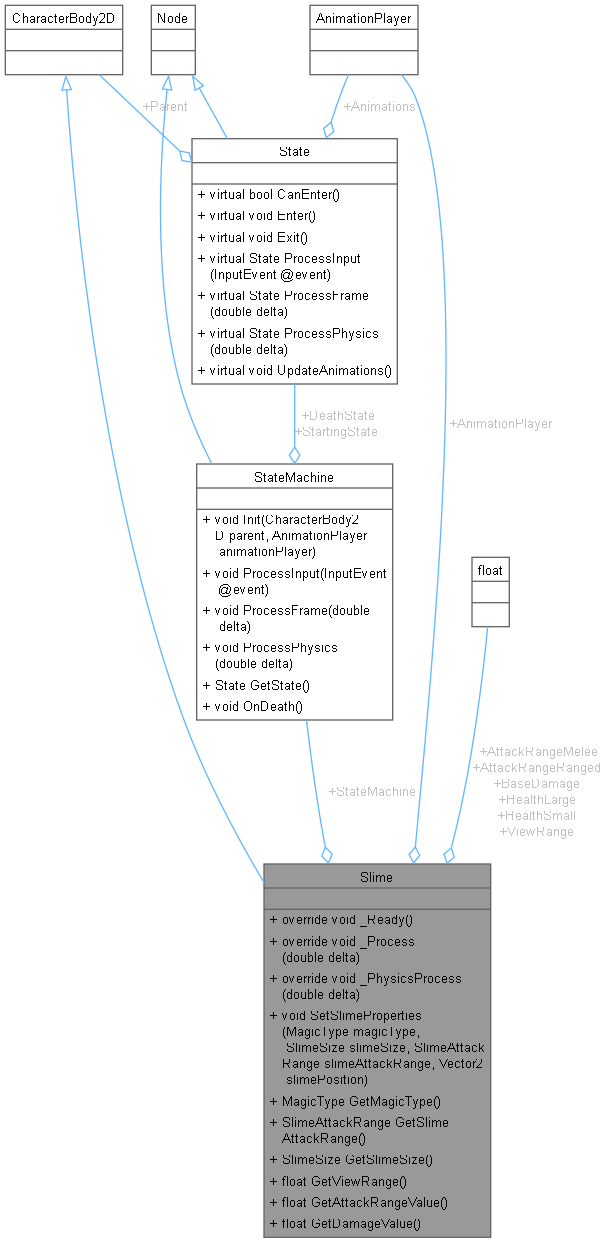 CharacterBody2D
Node
AnimationPlayer
+Parent
+Animations
State
+ virtual bool CanEnter()
+ virtual void Enter()
+ virtual void Exit()
+ virtual State ProcessInput
(InputEvent @event)
+ virtual State ProcessFrame
(double delta)
+ virtual State ProcessPhysics
(double delta)
+ virtual void UpdateAnimations()
+DeathState
+StartingState
+AnimationPlayer
StateMachine
+ void Init(CharacterBody2
D parent, AnimationPlayer
animationPlayer)
+ void ProcessInput(InputEvent
@event)
+ void ProcessFrame(double
delta)
+ void ProcessPhysics
(double delta)
+ State GetState()
+ void OnDeath()
float
+StateMachine
+AttackRangeMelee
+AttackRangeRanged
+BaseDamage
+HealthLarge
+HealthSmall
+ViewRange
Slime
+ override void _Ready()
+ override void _Process
(double delta)
+ override void _PhysicsProcess
(double delta)
+ void SetSlimeProperties
(MagicType magicType,
SlimeSize slimeSize, SlimeAttack
Range slimeAttackRange, Vector2
slimePosition)
+ MagicType GetMagicType()
+ SlimeAttackRange GetSlime
AttackRange()
+ SlimeSize GetSlimeSize()
+ float GetViewRange()
+ float GetAttackRangeValue()
+ float GetDamageValue()